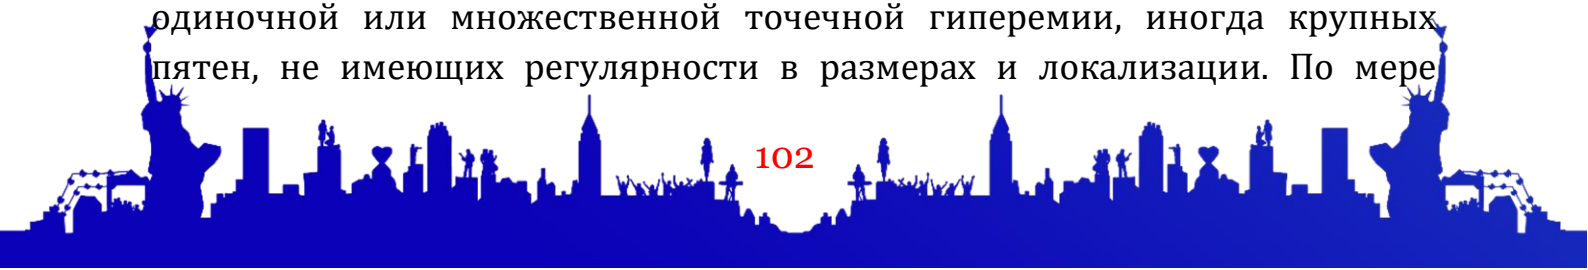 одиночной или множественной точечной гиперемии, иногда крупных
пятен, не имеющих регулярности в размерах и локализации. По мере
102